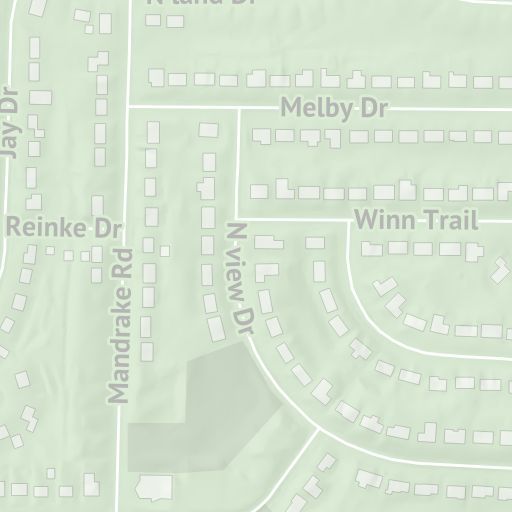 Jay Dr
Melby Dr
Winn Trail
Reinke Dr
N view Dr
Mandrake Rd